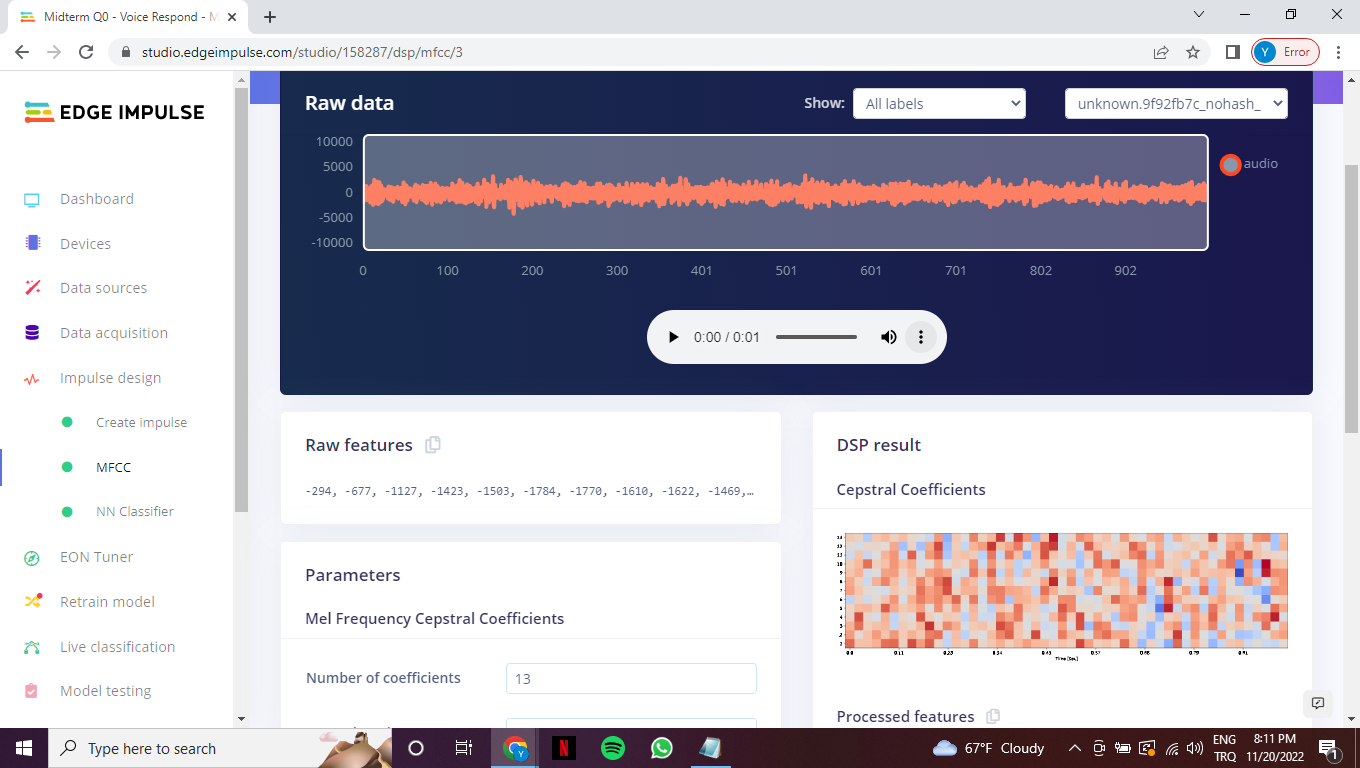 Midterm Q0 - Voice Respond - M
studio.edgeimpulse.com/studio/158287/dsp/mfcc/3
Y Error
EDGE IMPULSE
Dashboard
Devices
Data sources
Data acquisition
Impulse design
Create impulse
MFCC
NN Classifier
EON Tuner
Retrain model
Live classification
Model testing
Raw data
Show: All labels unknown.9f92fb7c_nohash_
10000
5000
0
-5000
-10000
audio
0 100 200 300 401 501 601 701 802 902
0:00 / 0:01
Raw features
-294, -677, -1127, -1423, -1503, -1784, -1770, -1610, -1622, -1469,…
Parameters
Mel Frequency Cepstral Coefficients
Number of coefficients 13
DSP result
Cepstral Coefficients
Time [Sec]
Processed features
Type here to search
67°F Cloudy
ENG
TRQ
8:11 PM
11/20/2022
1